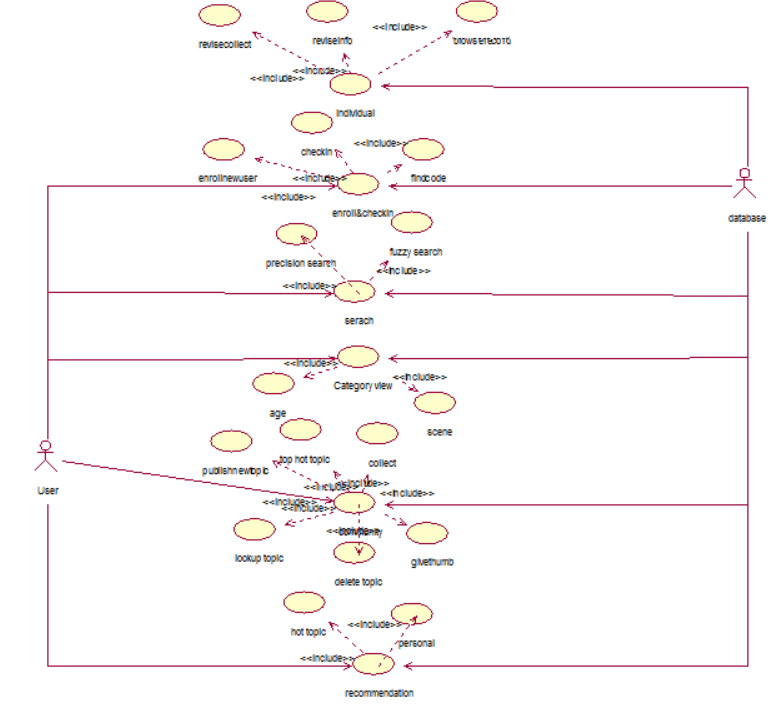 <<include>>
revisecollect
reviseinfo
<<include>>
<<include>>
individual
<<include>>
checkin
enrollnewuser
<<include>>
findcode
<<include>>
enroll&checkin
database
fuzzy search
precision search
<<include>>
<<include>>
serach
<<include>>
<<include>>
Category view
age
scene
top hot topic
collect
publishnewtopic
<<include>>
<<include>>
<<include>>
<<include>>
<<include>>
User
<<include>>
lookup topic
givethumb
delete topic
<<include>>
hot topic
personal
<<include>>
recommendation